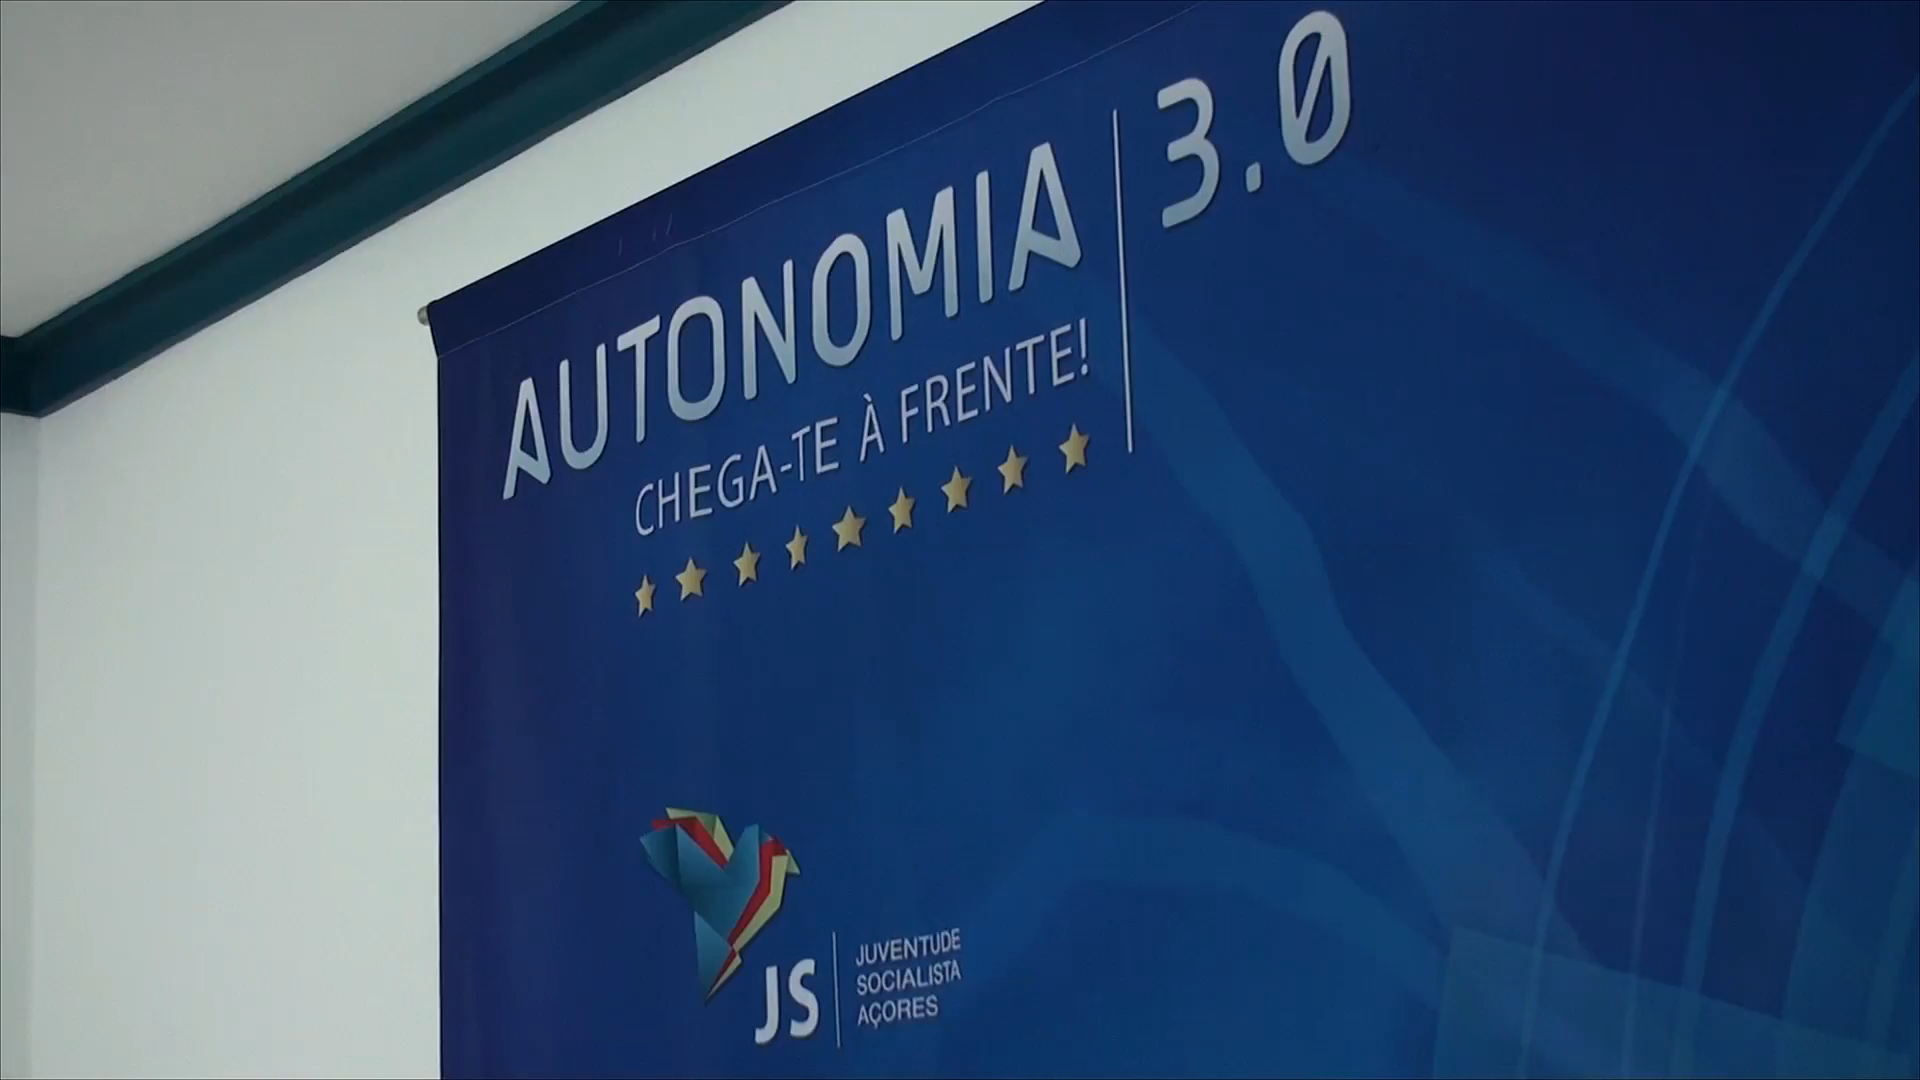 AUTONOMIA | 3.0
CHEGA-TE À FRENTE!
JS
JUVENTUDE
SOCIALISTA
AÇORES